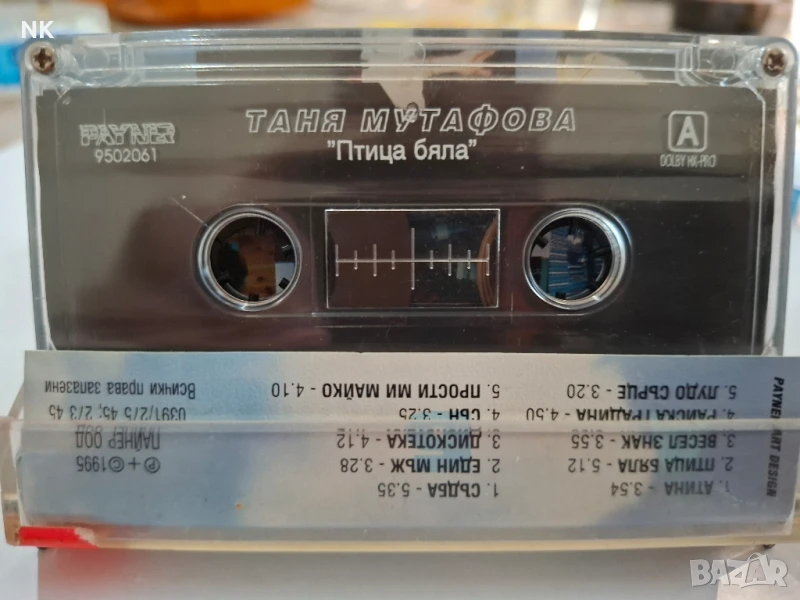 NK
PAYNER
9502061
ТАНЯ МУТАФОВА
"Птица бяла"
A
DOLBY HX-PRO
1. АТИНА - 3.54
2. ПТИЦА БЯЛА - 5.12
3. ВЕСЕЛ ЗНАК - 3.55
4. РАЙСКА ГРАДИНА - 4.50
5. ЛУДО СЪРЦЕ - 3.20
1. СЪДБА - 5.35
2. ЕДИН МЪЖ - 3.28
3. ДИСКОТЕКА - 4.12
4. СЪН - 3.25
5. ПРОСТИ МИ МАЙКО - 4.10
℗ + © 1995
ПАЙНЕР ООД
0391/2/5 45; 2/3 45
Всички права запазени
PAYNER ART DESIGN
BAZAR